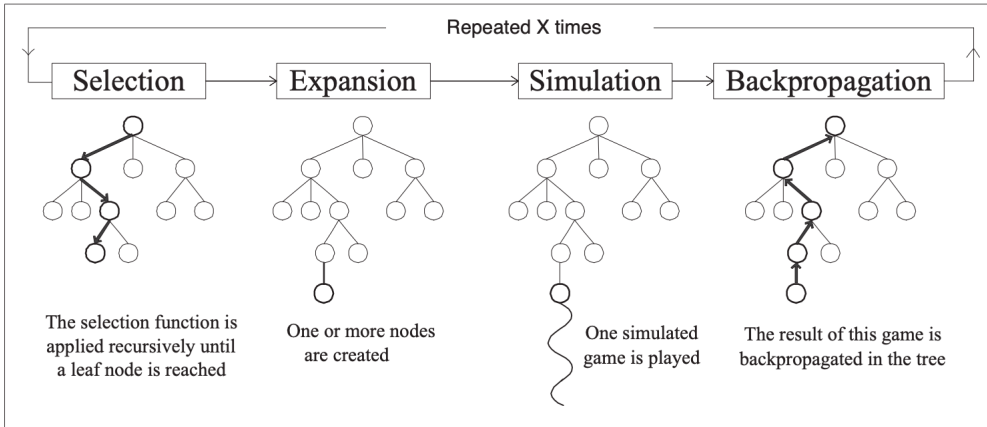 Repeated X times
Selection
Expansion
Simulation
Backpropagation
The selection function is
applied recursively until
a leaf node is reached
One or more nodes
are created
One simulated
game is played
The result of this game is
backpropagated in the tree